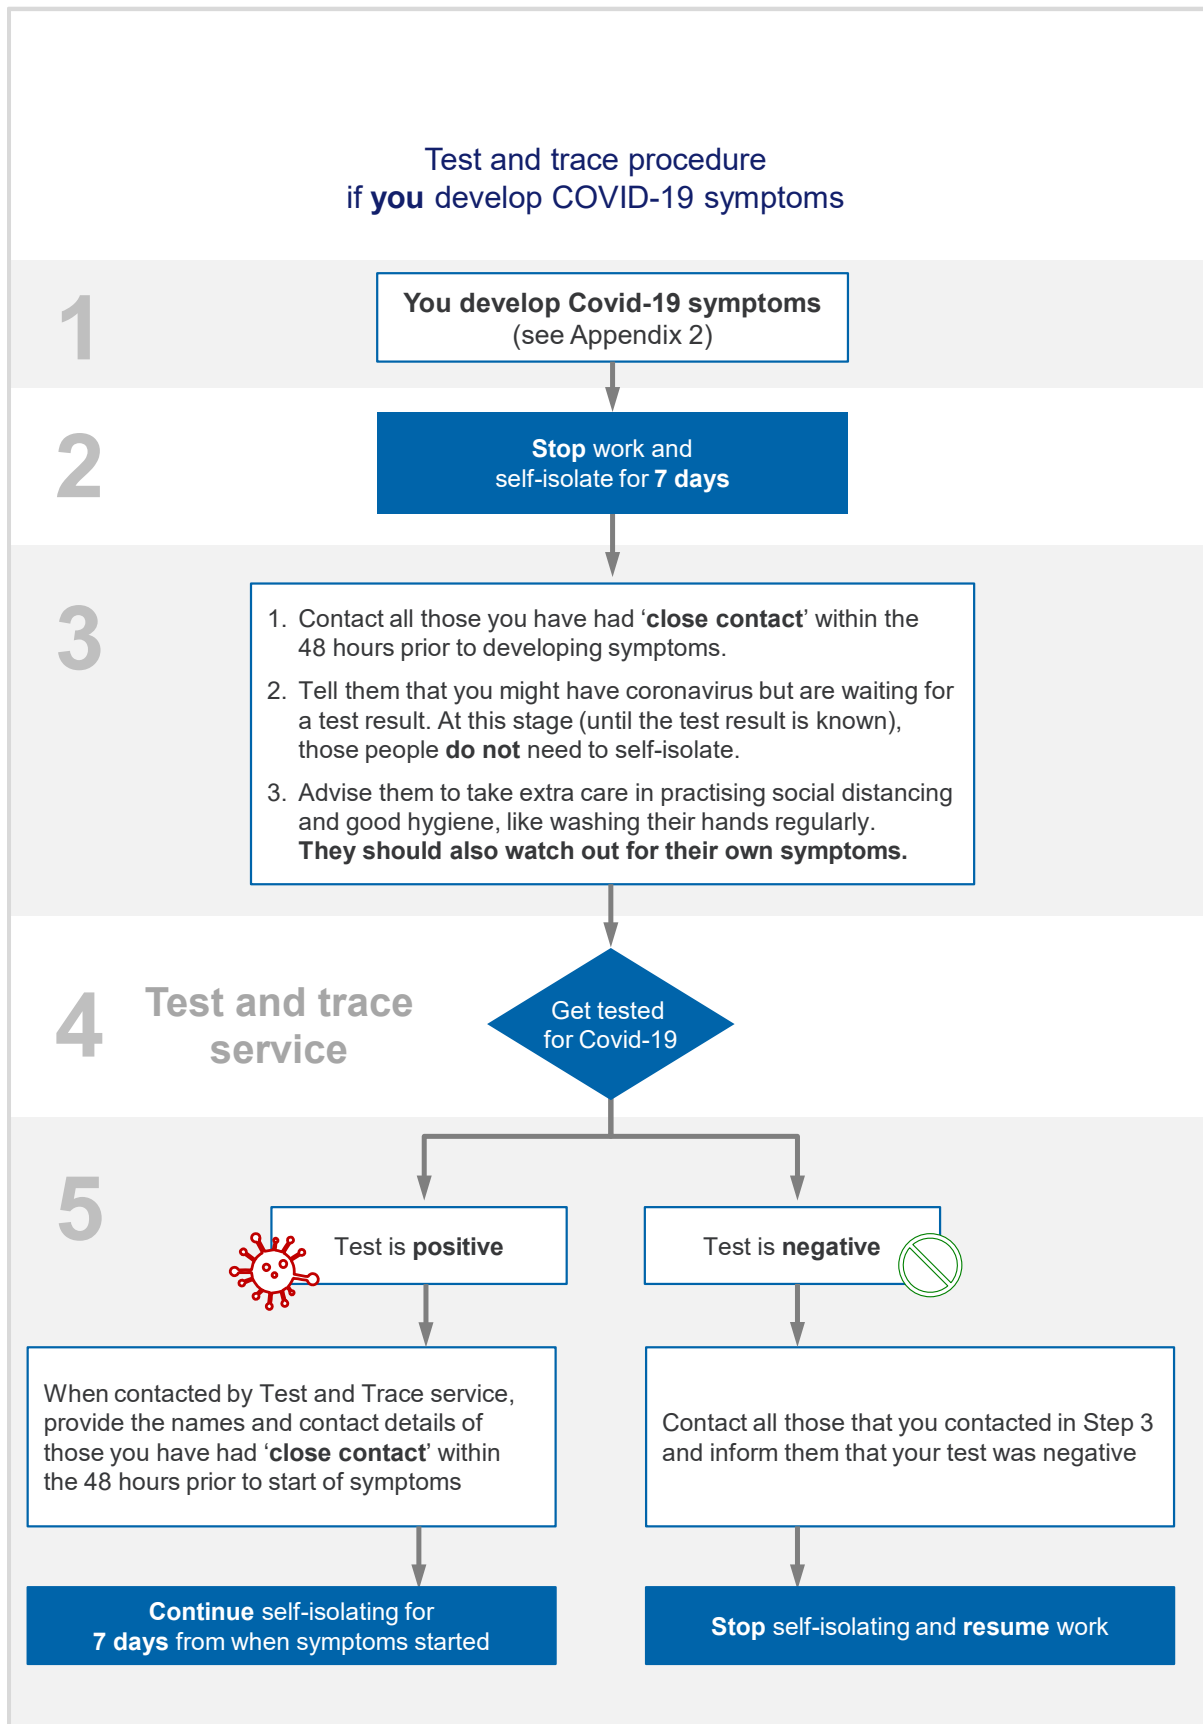 Test and trace procedure
if you develop COVID-19 symptoms
1
You develop Covid-19 symptoms
(see Appendix 2)
2
Stop work and
self-isolate for 7 days
3
1. Contact all those you have had ‘close contact’ within the
48 hours prior to developing symptoms.
2. Tell them that you might have coronavirus but are waiting for
a test result. At this stage (until the test result is known),
those people do not need to self-isolate.
3. Advise them to take extra care in practising social distancing
and good hygiene, like washing their hands regularly.
They should also watch out for their own symptoms.
4
Test and trace
service
Get tested
for Covid-19
5
Test is positive
Test is negative
When contacted by Test and Trace service,
provide the names and contact details of
those you have had ‘close contact’ within
the 48 hours prior to start of symptoms
Contact all those that you contacted in Step 3
and inform them that your test was negative
Continue self-isolating for
7 days from when symptoms started
Stop self-isolating and resume work